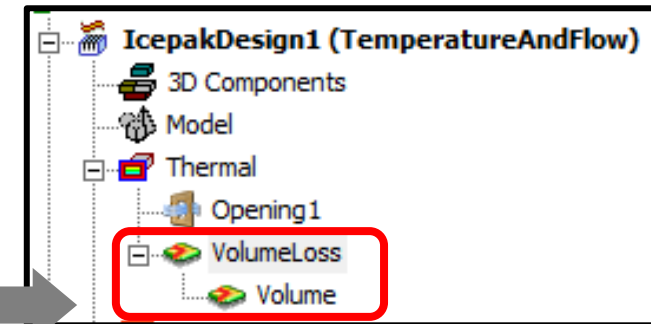 IcepakDesign1 (TemperatureAndFlow)
3D Components
Model
Thermal
Opening1
VolumeLoss
Volume